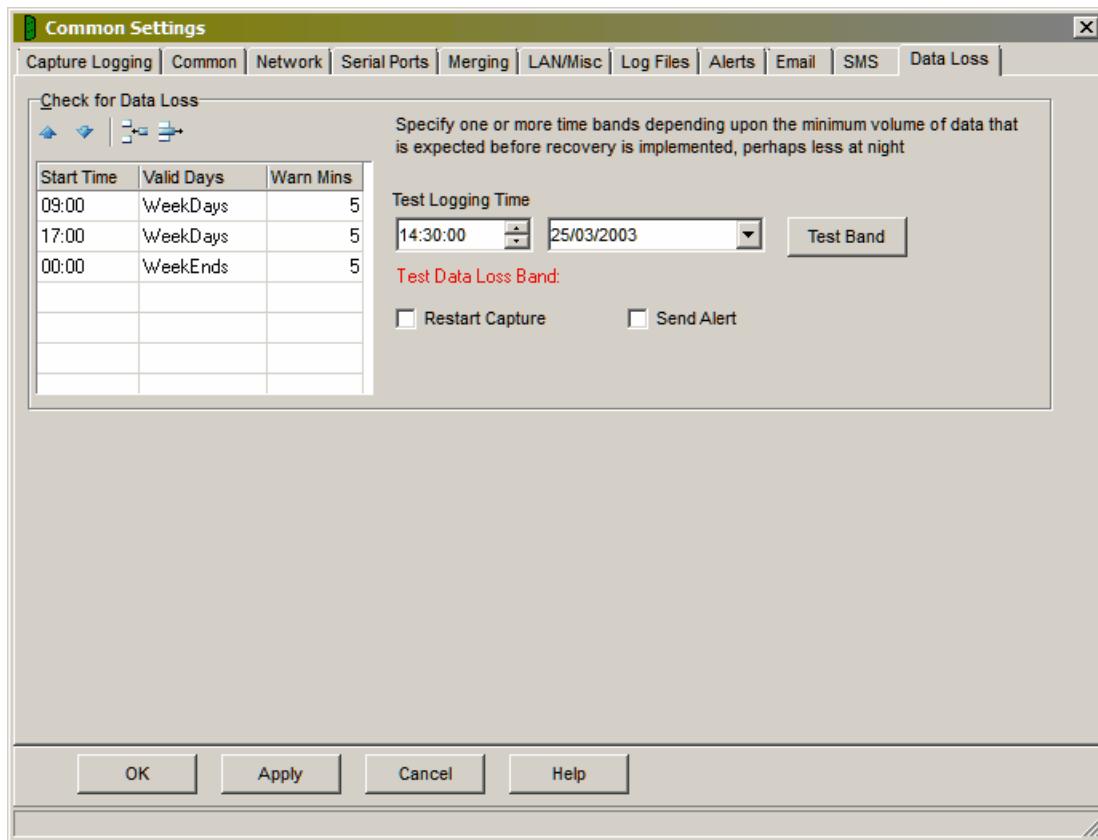 Common Settings
Capture Logging Common Network Serial Ports Merging LAN/Misc Log Files Alerts Email SMS Data Loss
Check for Data Loss
Specify one or more time bands depending upon the minimum volume of data that
is expected before recovery is implemented, perhaps less at night
Start Time Valid Days Warn Mins
09:00 WeekDays 5
17:00 WeekDays 5
00:00 WeekEnds 5
Test Logging Time
14:30:00 25/03/2003 Test Band
Test Data Loss Band:
Restart Capture Send Alert
OK Apply Cancel Help